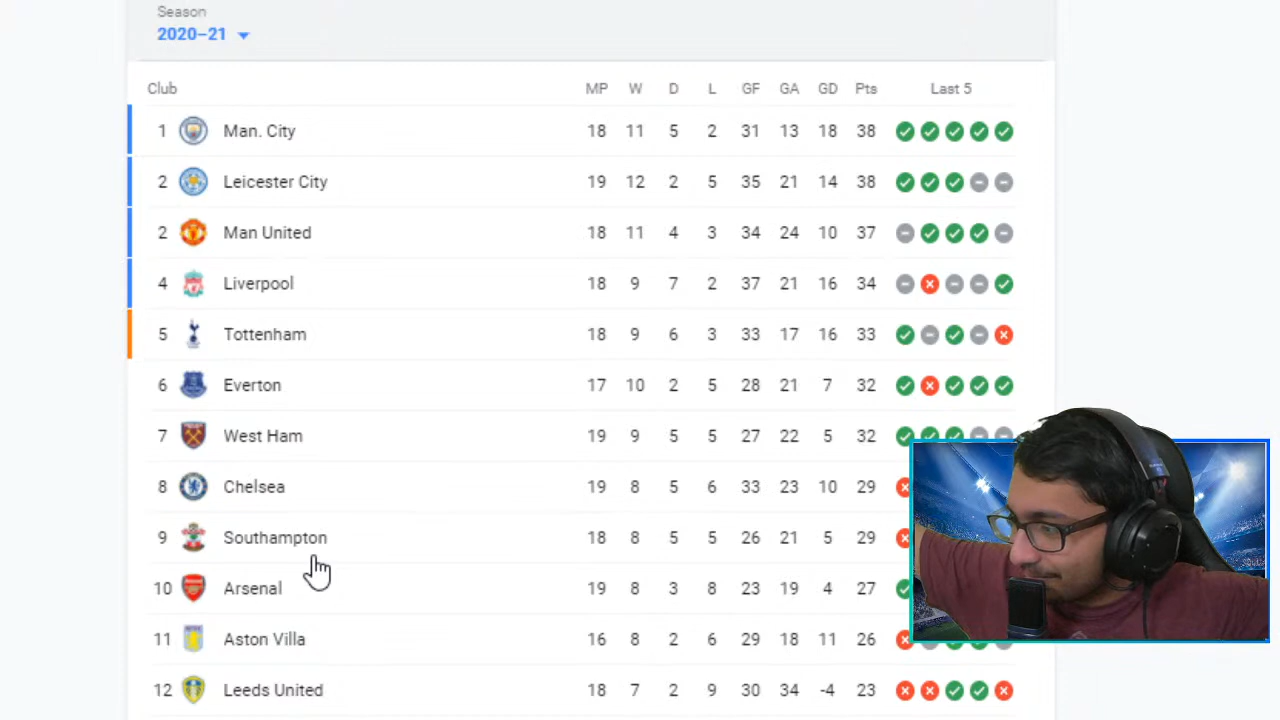 Season
2020–21
Club MP W D L GF GA GD Pts Last 5
1 Man. City 18 11 5 2 31 13 18 38
2 Leicester City 19 12 2 5 35 21 14 38
2 Man United 18 11 4 3 34 24 10 37
4 Liverpool 18 9 7 2 37 21 16 34
5 Tottenham 18 9 6 3 33 17 16 33
6 Everton 17 10 2 5 28 21 7 32
7 West Ham 19 9 5 5 27 22 5 32
8 Chelsea 19 8 5 6 33 23 10 29
9 Southampton 18 8 5 5 26 21 5 29
10 Arsenal 19 8 3 8 23 19 4 27
11 Aston Villa 16 8 2 6 29 18 11 26
12 Leeds United 18 7 2 9 30 34 -4 23